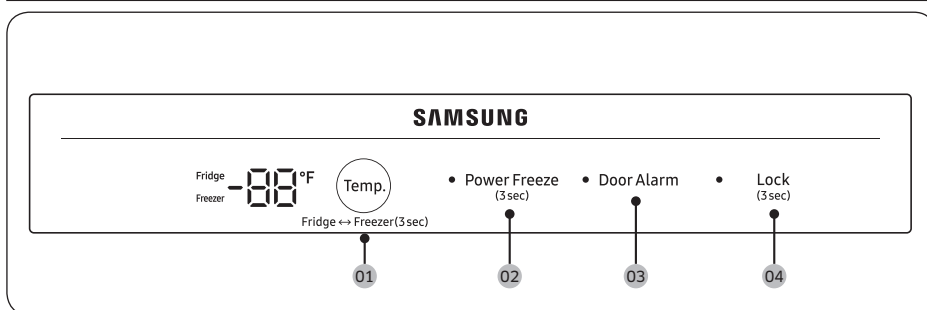 SAMSUNG
Fridge
Freezer
-88°F
Temp.
Fridge ↔ Freezer(3 sec)
Power Freeze
(3 sec)
Door Alarm
Lock
(3 sec)
01
02
03
04